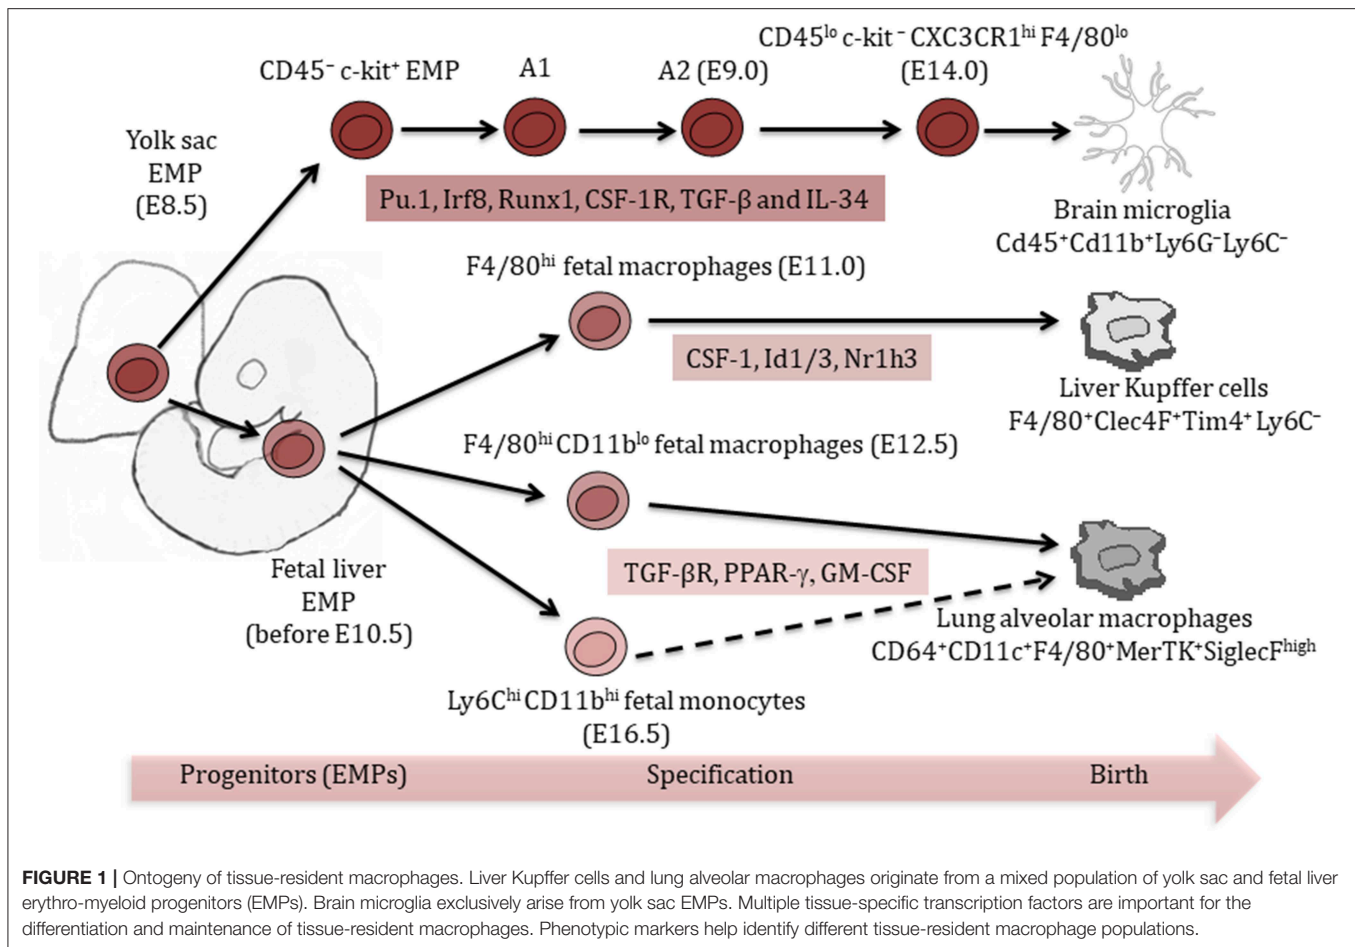 CD45ˡᵒ c-kit⁻ CXC3CR1ʰⁱ F4/80ˡᵒ
(E14.0)
CD45⁻ c-kit⁺ EMP
A1
A2 (E9.0)
Yolk sac
EMP
(E8.5)
Pu.1, Irf8, Runx1, CSF-1R, TGF-β and IL-34
Brain microglia
Cd45⁺Cd11b⁺Ly6G⁻Ly6C⁻
F4/80ʰⁱ fetal macrophages (E11.0)
CSF-1, Id1/3, Nr1h3
Liver Kupffer cells
F4/80⁺Clec4F⁺Tim4⁺ Ly6C⁻
F4/80ʰⁱ CD11bˡᵒ fetal macrophages (E12.5)
Fetal liver
EMP
(before E10.5)
TGF-βR, PPAR-γ, GM-CSF
Lung alveolar macrophages
CD64⁺CD11c⁺F4/80⁺MerTK⁺SiglecFʰⁱᵍʰ
Ly6Cʰⁱ CD11bʰⁱ fetal monocytes
(E16.5)
Progenitors (EMPs)
Specification
Birth
FIGURE 1 | Ontogeny of tissue-resident macrophages. Liver Kupffer cells and lung alveolar macrophages originate from a mixed population of yolk sac and fetal liver
erythro-myeloid progenitors (EMPs). Brain microglia exclusively arise from yolk sac EMPs. Multiple tissue-specific transcription factors are important for the
differentiation and maintenance of tissue-resident macrophages. Phenotypic markers help identify different tissue-resident macrophage populations.